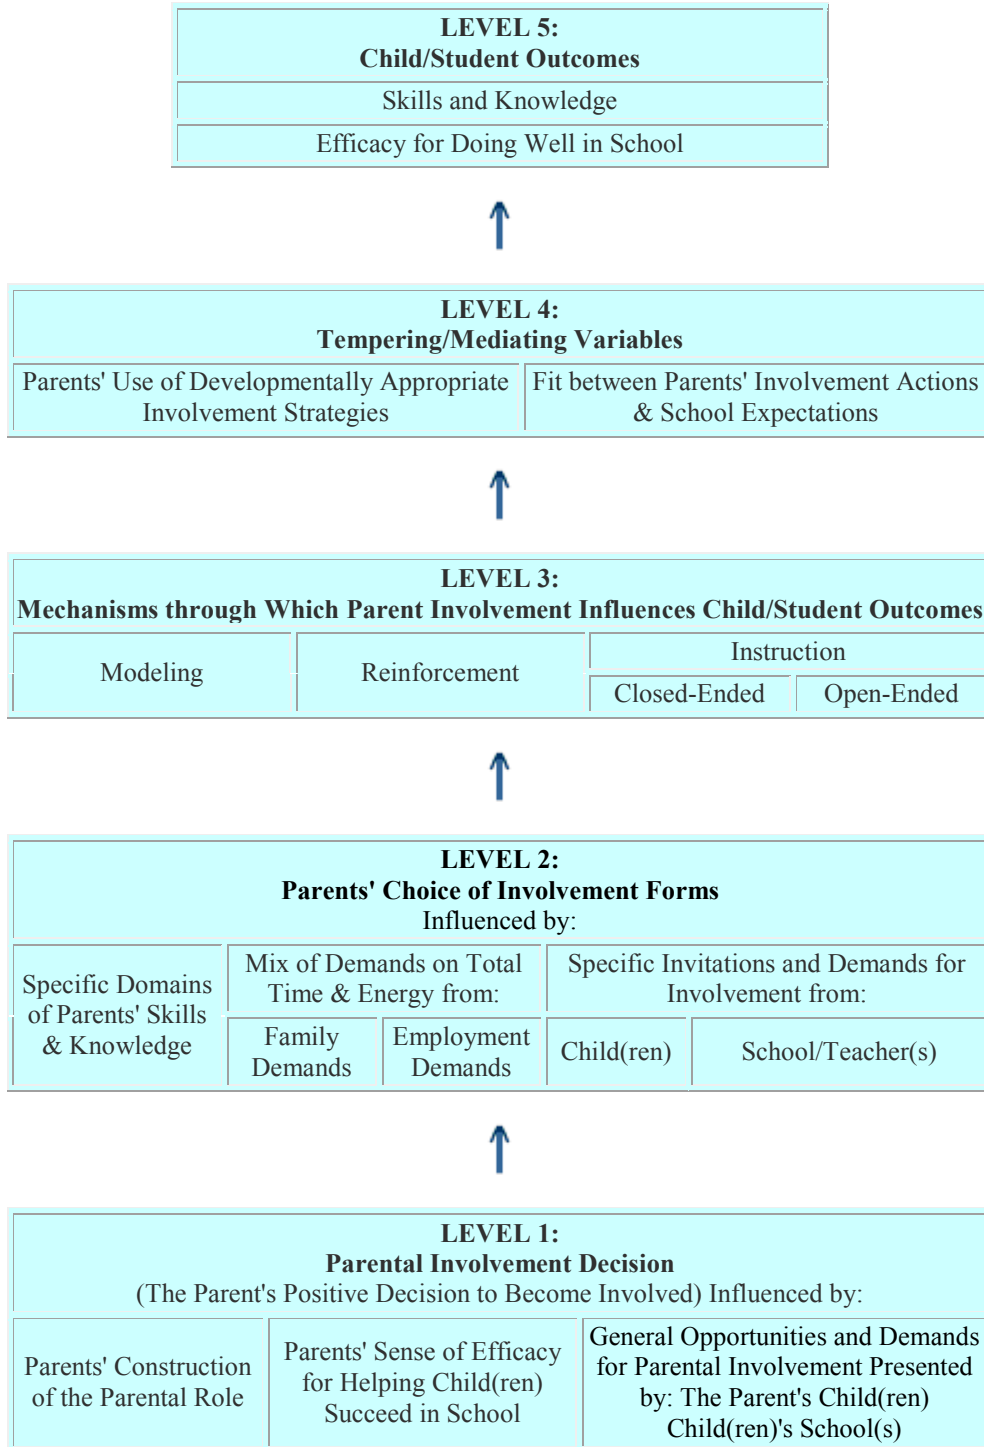 LEVEL 5:
Child/Student Outcomes
Skills and Knowledge
Efficacy for Doing Well in School
LEVEL 4:
Tempering/Mediating Variables
Parents' Use of Developmentally Appropriate
Involvement Strategies
Fit between Parents' Involvement Actions
& School Expectations
LEVEL 3:
Mechanisms through Which Parent Involvement Influences Child/Student Outcomes
Modeling
Reinforcement
Instruction
Closed-Ended
Open-Ended
LEVEL 2:
Parents' Choice of Involvement Forms
Influenced by:
Specific Domains
of Parents' Skills
& Knowledge
Mix of Demands on Total
Time & Energy from:
Family
Demands
Employment
Demands
Specific Invitations and Demands for
Involvement from:
Child(ren)
School/Teacher(s)
LEVEL 1:
Parental Involvement Decision
(The Parent's Positive Decision to Become Involved) Influenced by:
Parents' Construction
of the Parental Role
Parents' Sense of Efficacy
for Helping Child(ren)
Succeed in School
General Opportunities and Demands
for Parental Involvement Presented
by: The Parent's Child(ren)
Child(ren)'s School(s)